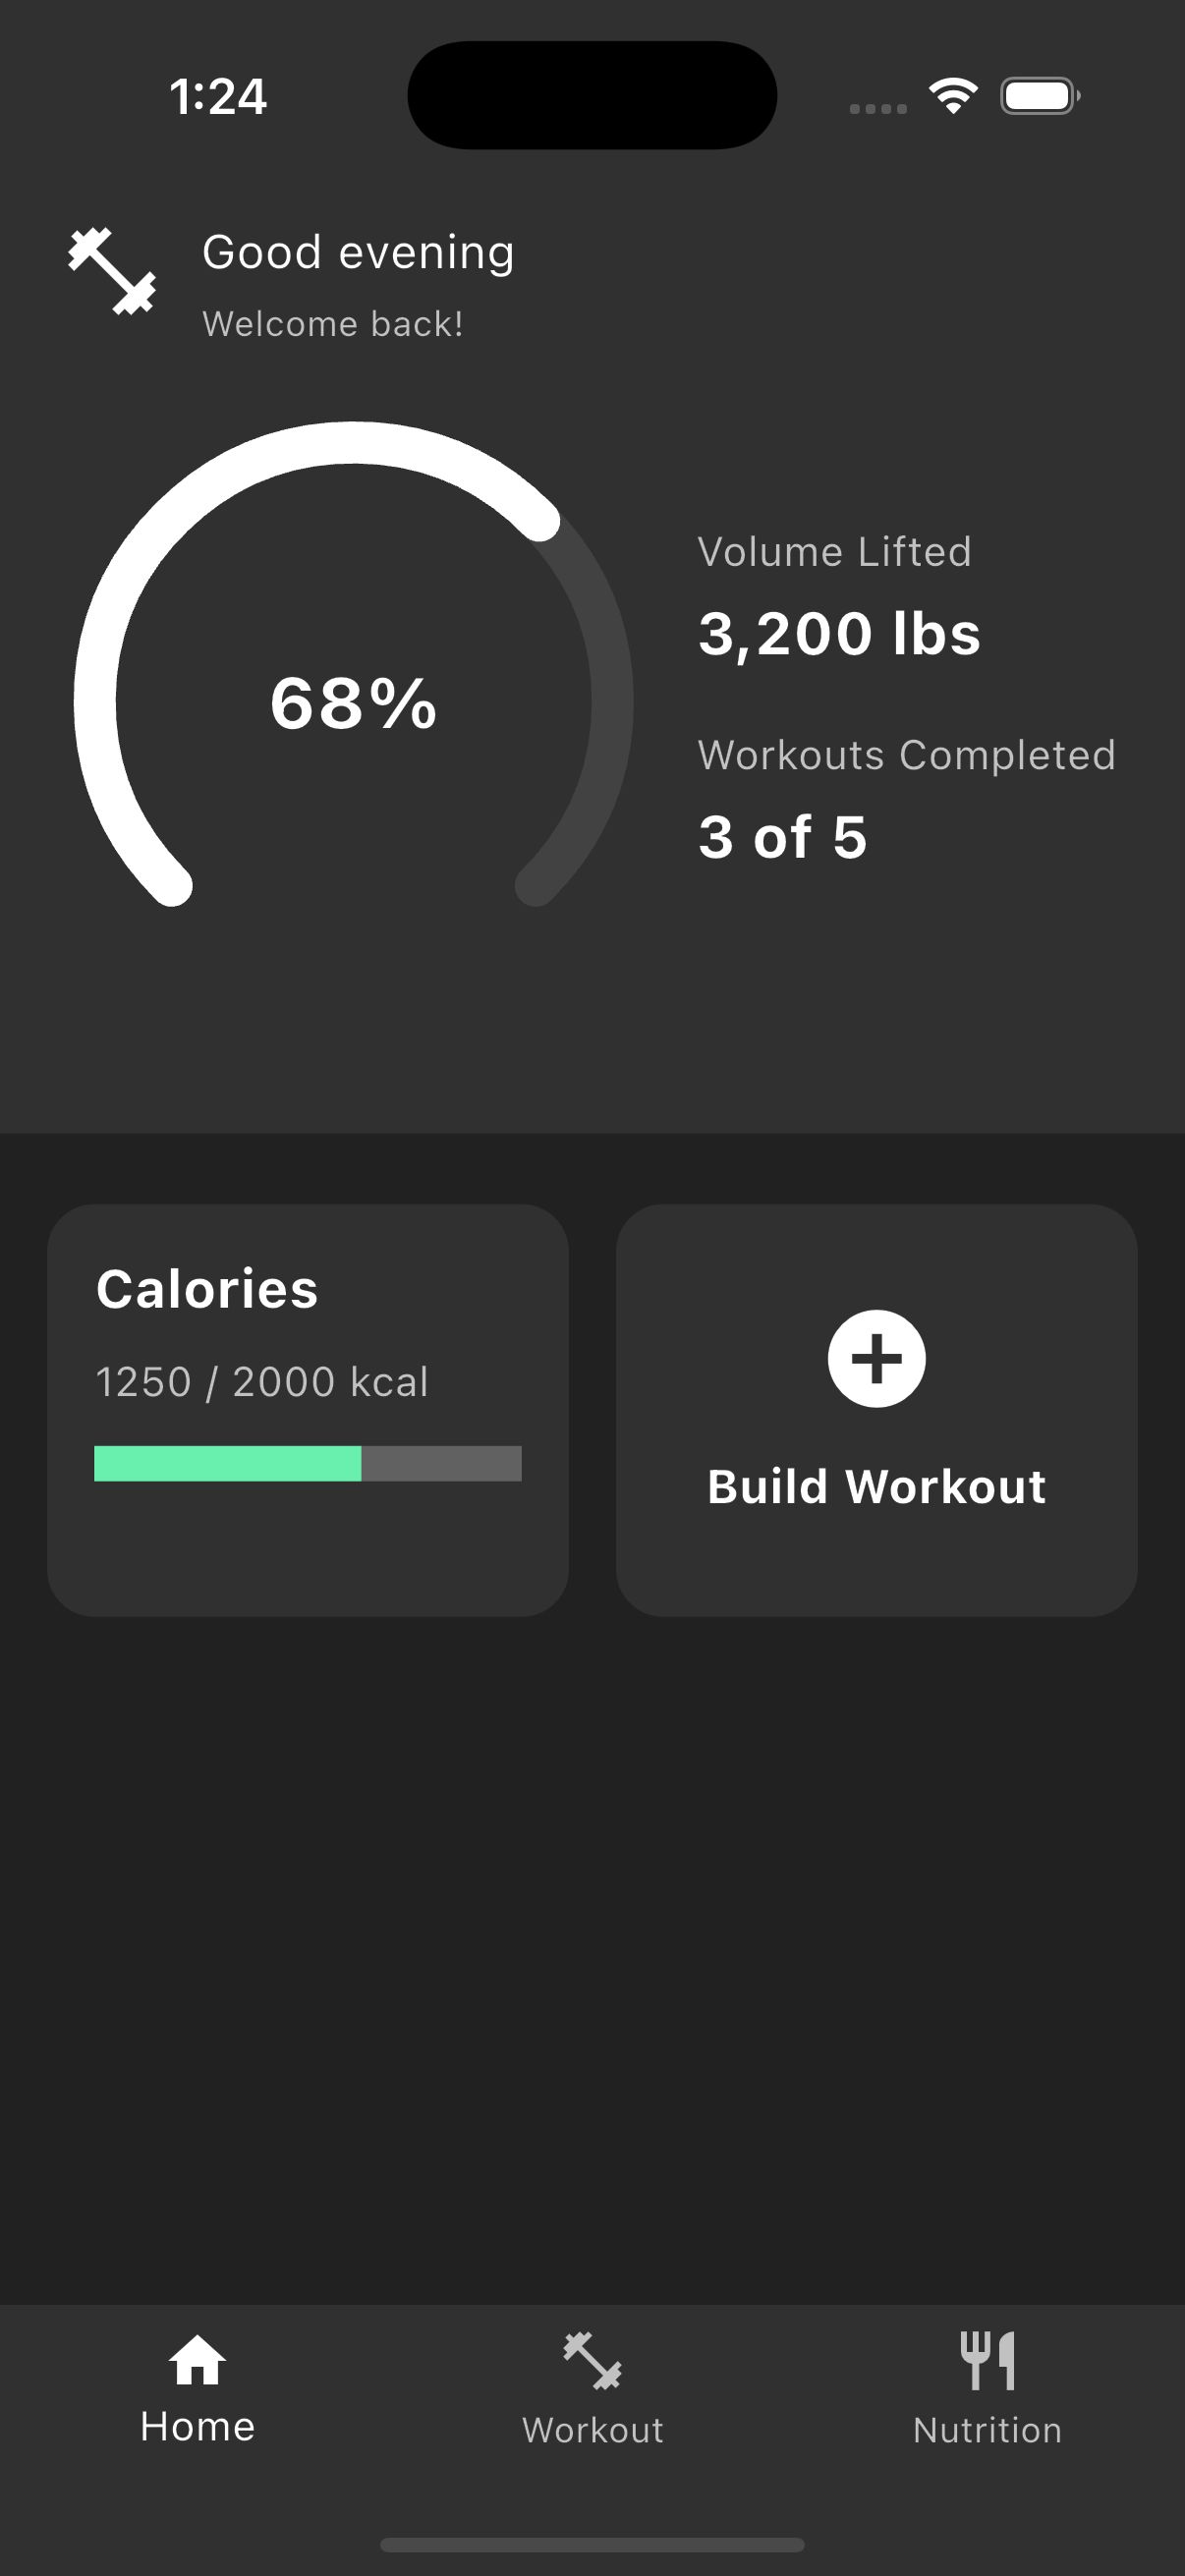 1:24
Good evening
Welcome back!
68%
Volume Lifted
3,200 lbs
Workouts Completed
3 of 5
Calories
1250 / 2000 kcal
Build Workout
Home
Workout
Nutrition